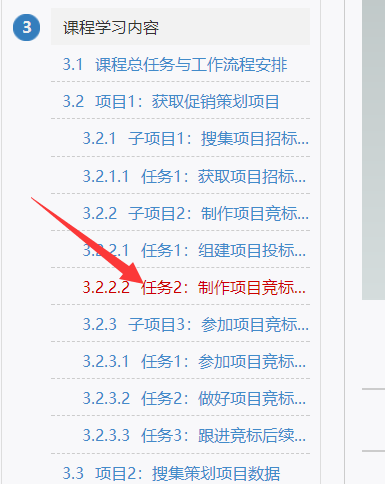 3 课程学习内容
3.1 课程总任务与工作流程安排
3.2 项目1：获取促销策划项目
3.2.1 子项目1：搜集项目招标...
3.2.1.1 任务1：获取项目招标...
3.2.2 子项目2：制作项目竞标...
3.2.2.1 任务1：组建项目投标...
3.2.2.2 任务2：制作项目竞标...
3.2.3 子项目3：参加项目竞标...
3.2.3.1 任务1：参加项目竞标...
3.2.3.2 任务2：做好项目竞标...
3.2.3.3 任务3：跟进竞标后续...
3.3 项目2：搜集策划项目数据